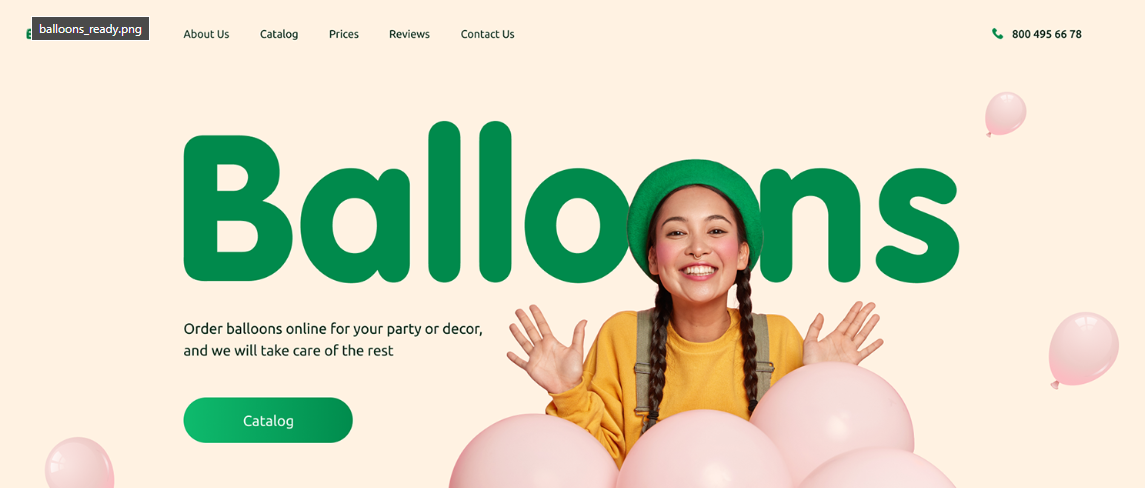 balloons_ready.png
About Us
Catalog
Prices
Reviews
Contact Us
800 495 66 78
Balloons
Order balloons online for your party or decor,
and we will take care of the rest
Catalog